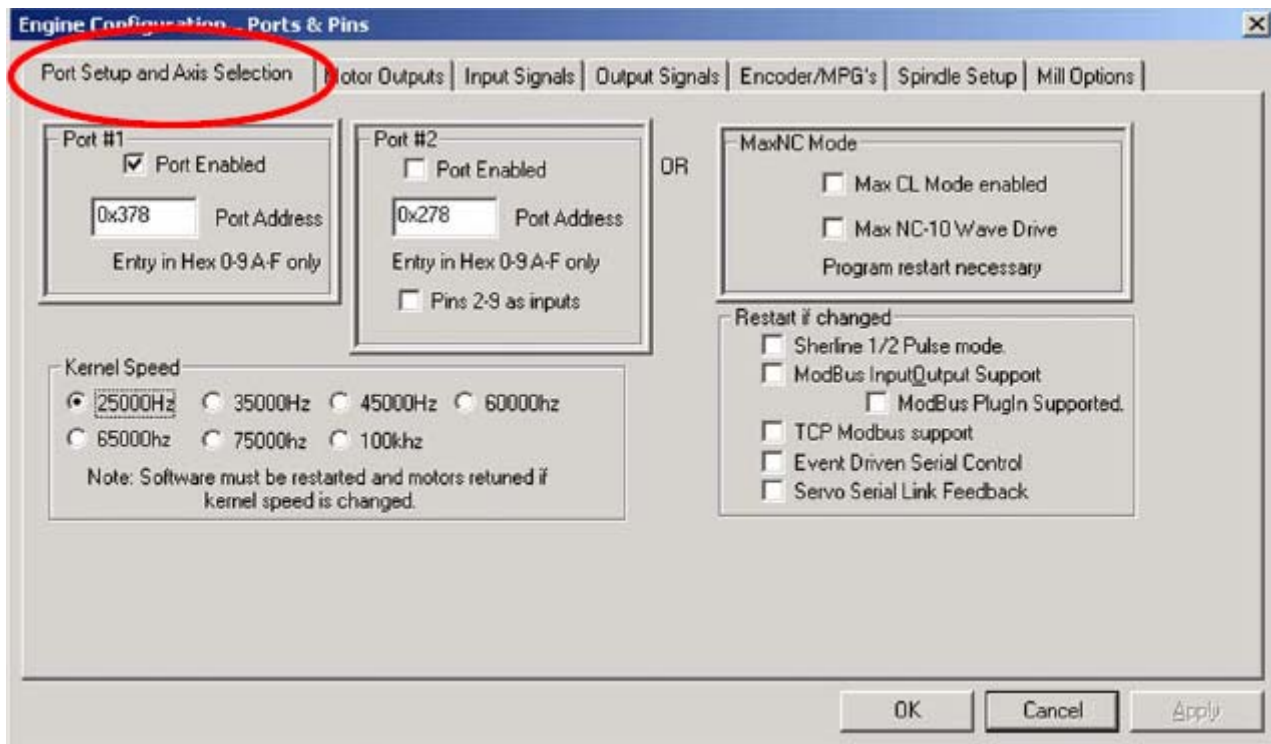 Engine Configuration - Ports & Pins
Port Setup and Axis Selection
Motor Outputs
Input Signals
Output Signals
Encoder/MPG's
Spindle Setup
Mill Options
Port #1
Port Enabled
0x378 Port Address
Entry in Hex 0-9 A-F only
Port #2
Port Enabled
0x278 Port Address
Entry in Hex 0-9 A-F only
Pins 2-9 as inputs
OR
MaxNC Mode
Max CL Mode enabled
Max NC-10 Wave Drive
Program restart necessary
Kernel Speed
25000Hz 35000Hz 45000Hz 60000hz
65000hz 75000hz 100khz
Note: Software must be restarted and motors retuned if
kernel speed is changed.
Restart if changed
Sherline 1/2 Pulse mode.
ModBus InputOutput Support
ModBus PlugIn Supported.
TCP Modbus support
Event Driven Serial Control
Servo Serial Link Feedback
OK
Cancel
Apply